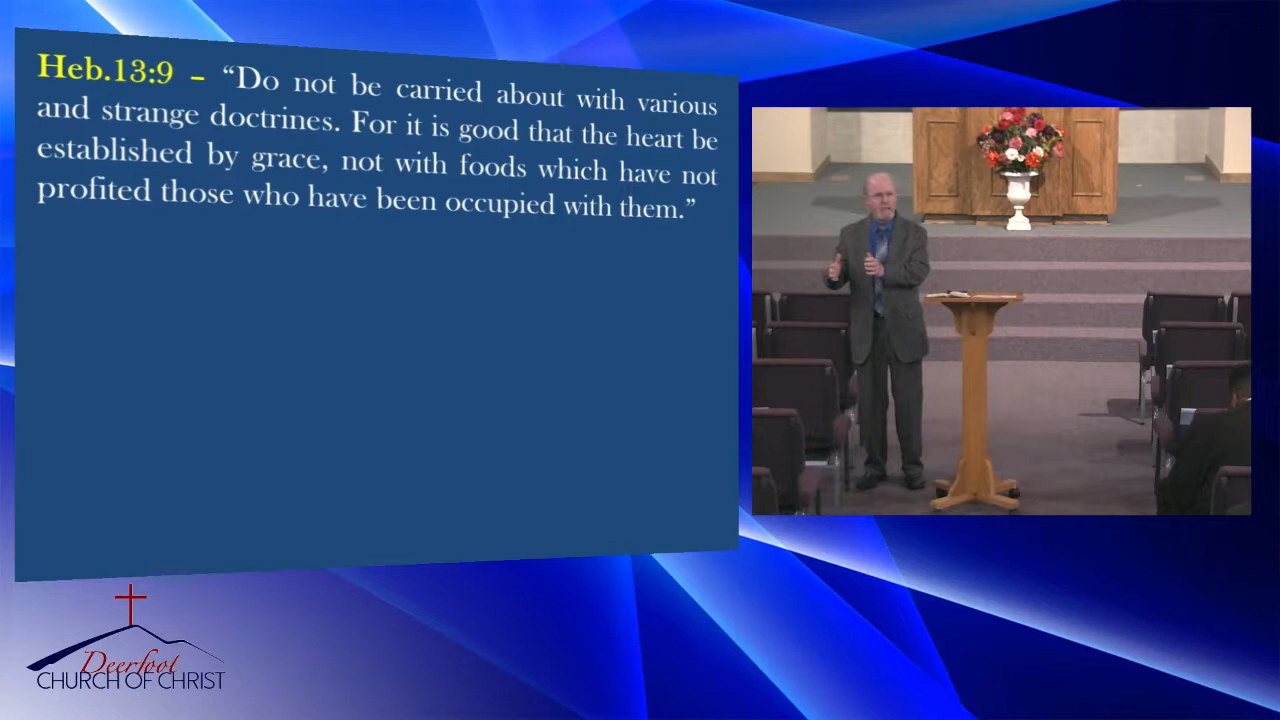 Heb.13:9 – “Do not be carried about with various
and strange doctrines. For it is good that the heart be
established by grace, not with foods which have not
profited those who have been occupied with them.”
Deerfoot
CHURCH OF CHRIST